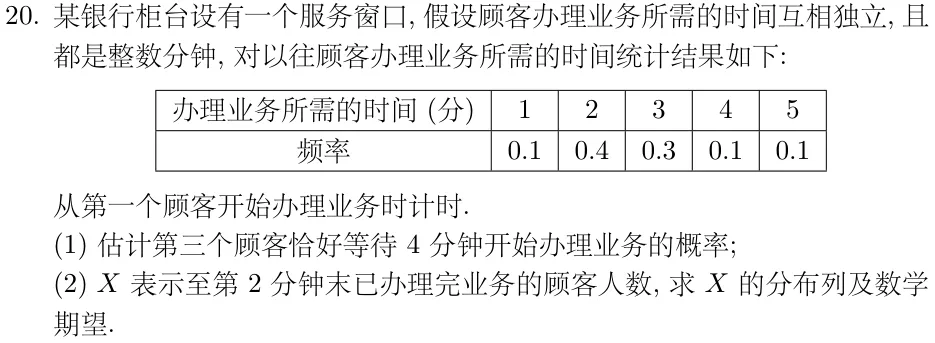 20. 某银行柜台设有一个服务窗口, 假设顾客办理业务所需的时间互相独立, 且
都是整数分钟, 对以往顾客办理业务所需的时间统计结果如下:
办理业务所需的时间 (分) 1 2 3 4 5
频率 0.1 0.4 0.3 0.1 0.1
从第一个顾客开始办理业务时计时.
(1) 估计第三个顾客恰好等待 4 分钟开始办理业务的概率;
(2) X 表示至第 2 分钟末已办理完业务的顾客人数, 求 X 的分布列及数学
期望.